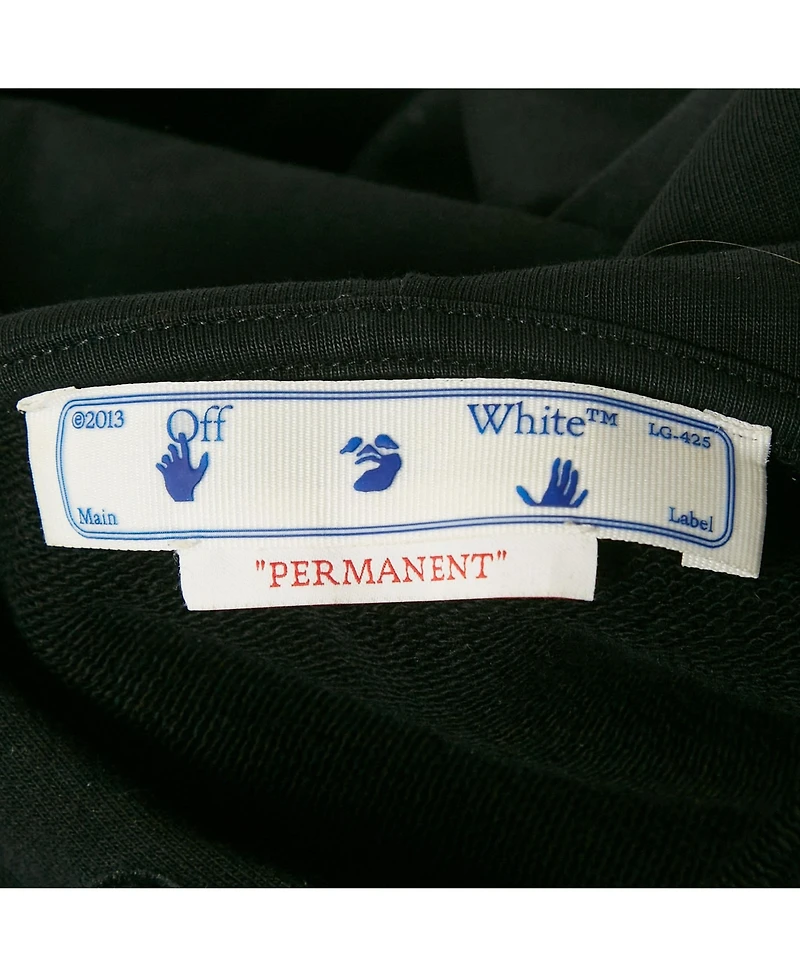 ©2013 Off White™ LG-425
Main Label
"PERMANENT"